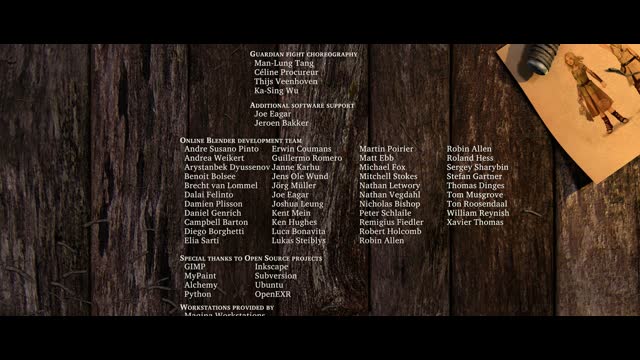 Guardian fight choreography
Man-Lung Tang
Céline Procureur
Thijs Veenhoven
Ka-Sing Wu
Additional software support
Joe Eagar
Jeroen Bakker
Online Blender development team
Andre Susano Pinto Erwin Coumans Martin Poirier Robin Allen
Andrea Weikert Guillermo Romero Matt Ebb Roland Hess
Arystanbek Dyussenov Janne Karhu Michael Fox Sergey Sharybin
Benoit Bolsee Jens Ole Wund Mitchell Stokes Stefan Gartner
Brecht van Lommel Jörg Müller Nathan Letwory Thomas Dinges
Dalai Felinto Joe Eagar Nathan Vegdahl Tom Musgrove
Damien Plisson Joshua Leung Nicholas Bishop Ton Roosendaal
Daniel Genrich Kent Mein Peter Schlaile William Reynish
Campbell Barton Ken Hughes Remigius Fiedler Xavier Thomas
Diego Borghetti Luca Bonavita Robert Holcomb
Elia Sarti Lukas Steiblys Robin Allen
Special thanks to Open Source projects
GIMP Inkscape
MyPaint Subversion
Alchemy Ubuntu
Python OpenEXR
Workstations provided by
Workstations